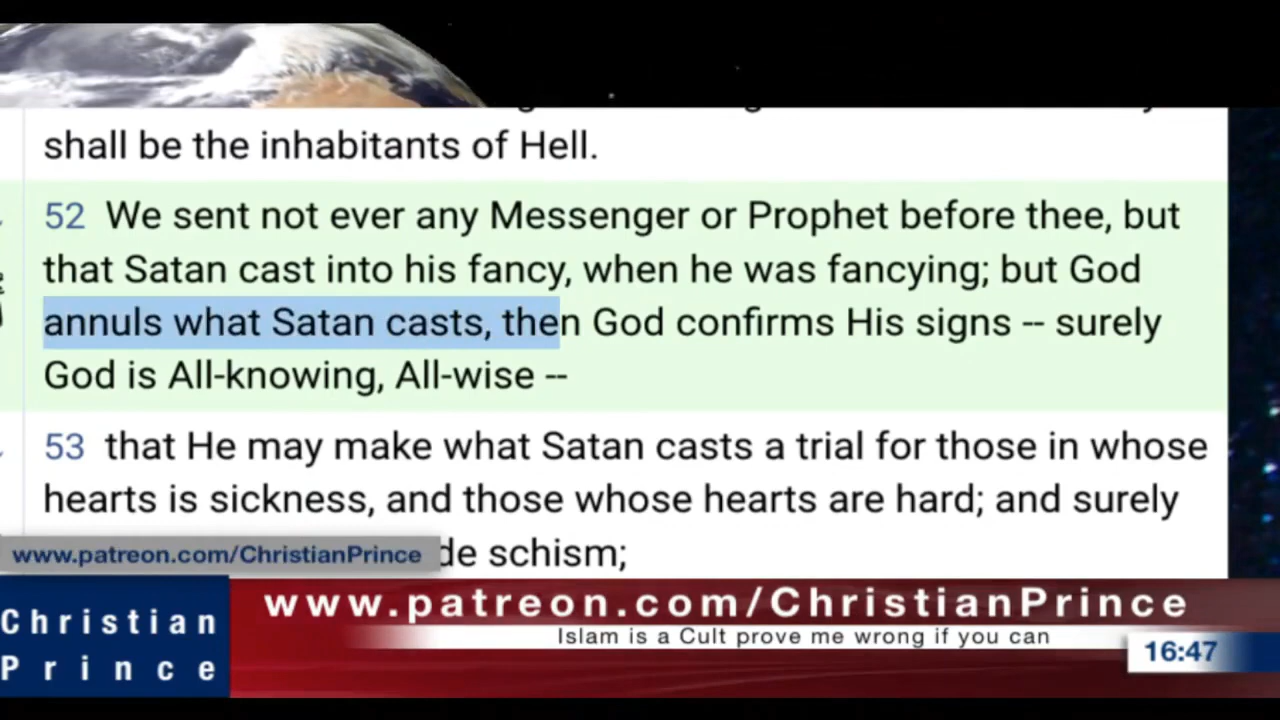 shall be the inhabitants of Hell.
52 We sent not ever any Messenger or Prophet before thee, but
that Satan cast into his fancy, when he was fancying; but God
annuls what Satan casts, then God confirms His signs -- surely
God is All-knowing, All-wise --
53 that He may make what Satan casts a trial for those in whose
hearts is sickness, and those whose hearts are hard; and surely
de schism;
www.patreon.com/ChristianPrince
Christian
Prince
www.patreon.com/ChristianPrince
Islam is a Cult prove me wrong if you can
16:47